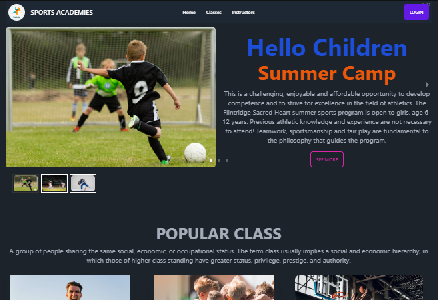 SPORTS ACADEMIES
Home Classes Instructors
LOGIN
Hello Children
Summer Camp
This is a challenging, enjoyable and affordable opportunity to develop
competence and to strive for excellence in the field of athletics. The
Flintridge Sacred Heart summer sports program is open to girls, age 6-
12 years. Previous athletic knowledge and experience are not necessary
to attend! Teamwork, sportsmanship and fair play are fundamental to
the philosophy that guides the program.
SEE MORE
POPULAR CLASS
A group of people sharing the same social, economic, or occupational status. The term class usually implies a social and economic hierarchy, in
which those of higher class standing have greater status, privilege, prestige, and authority.